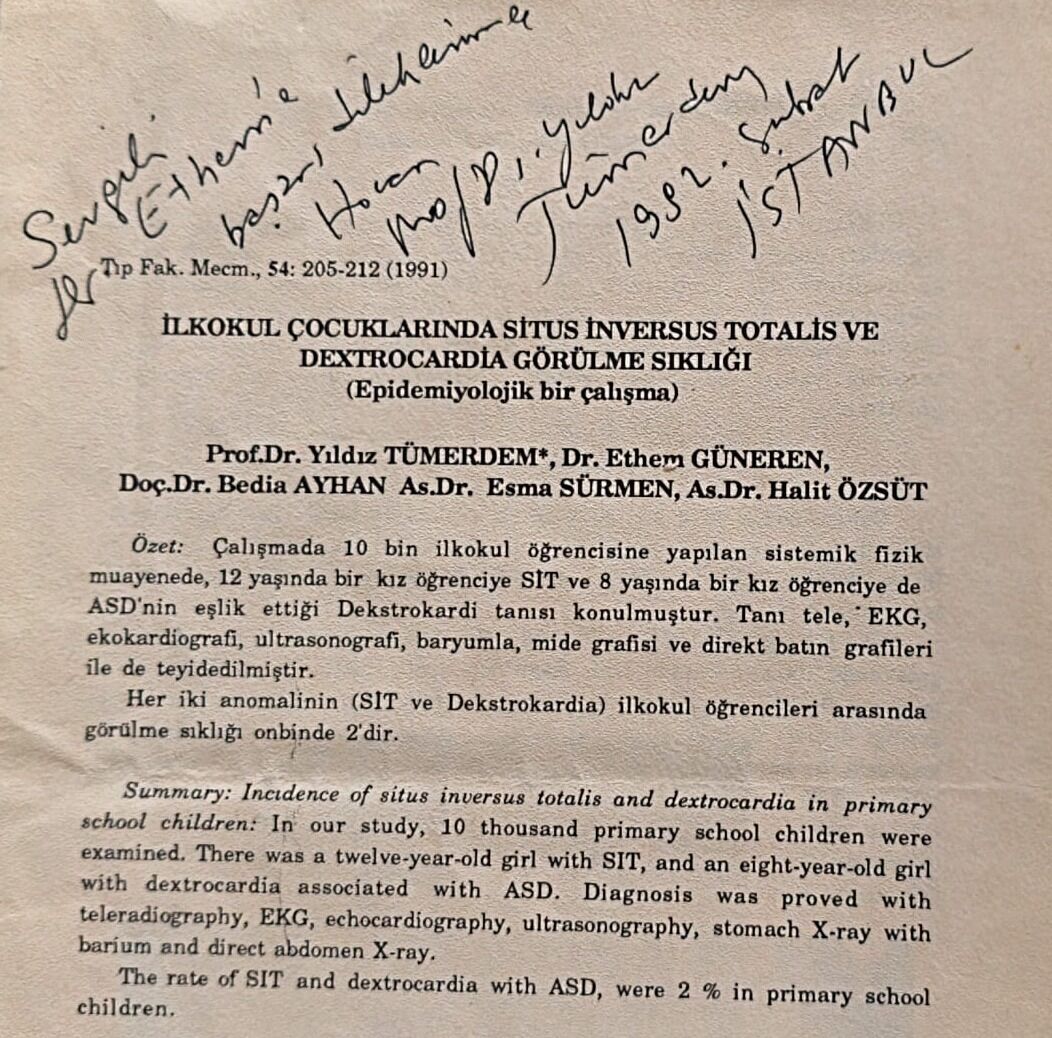 Sevgili
Ethem'e
başarı dileklerimle
Hocan
Prof. Dr. Yıldız
Tümerdem
1992. Şubat
İSTANBUL
Tıp Fak. Mecm., 54: 205-212 (1991)
İLKOKUL ÇOCUKLARINDA SİTUS İNVERSUS TOTALİS VE
DEXTROCARDİA GÖRÜLME SIKLIĞI
(Epidemiyolojik bir çalışma)
Prof.Dr. Yıldız TÜMERDEM*, Dr. Ethem GÜNEREN,
Doç.Dr. Bedia AYHAN As.Dr. Esma SÜRMEN, As.Dr. Halit ÖZSÜT
Özet: Çalışmada 10 bin ilkokul öğrencisine yapılan sistemik fizik
muayenede, 12 yaşında bir kız öğrenciye SİT ve 8 yaşında bir kız öğrenciye de
ASD'nin eşlik ettiği Dekstrokardi tanısı konulmuştur. Tanı tele, EKG,
ekokardiografi, ultrasonografi, baryumla, mide grafisi ve direkt batın grafileri
ile de teyidedilmiştir.
Her iki anomalinin (SİT ve Dekstrokardia) ilkokul öğrencileri arasında
görülme sıklığı onbinde 2'dir.
Summary: Incıdence of situs inversus totalis and dextrocardia in primary
school children: In our study, 10 thousand primary school children were
examined. There was a twelve-year-old girl with SIT, and an eight-year-old girl
with dextrocardia associated with ASD. Diagnosis was proved with
teleradiography, EKG, echocardiography, ultrasonography, stomach X-ray with
barium and direct abdomen X-ray.
The rate of SIT and dextrocardia with ASD, were 2 % in primary school
children.